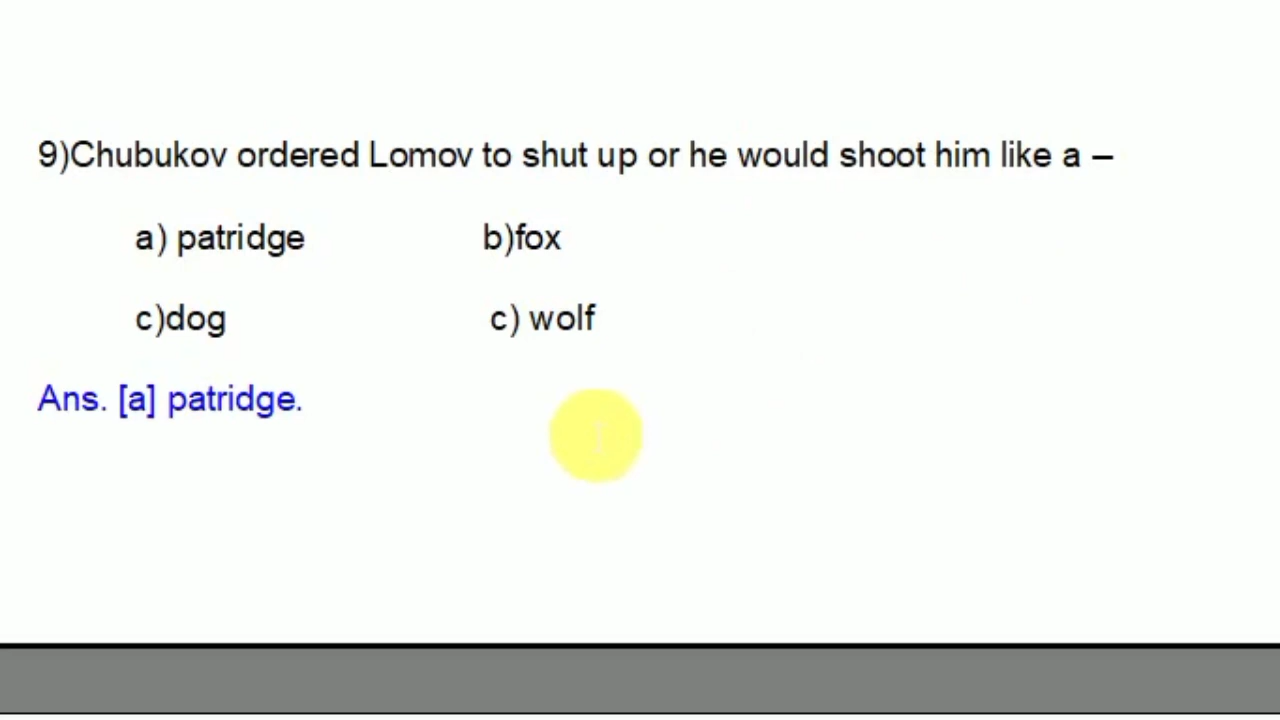 9)Chubukov ordered Lomov to shut up or he would shoot him like a –
a) patridge b)fox
c)dog c) wolf
Ans. [a] patridge.